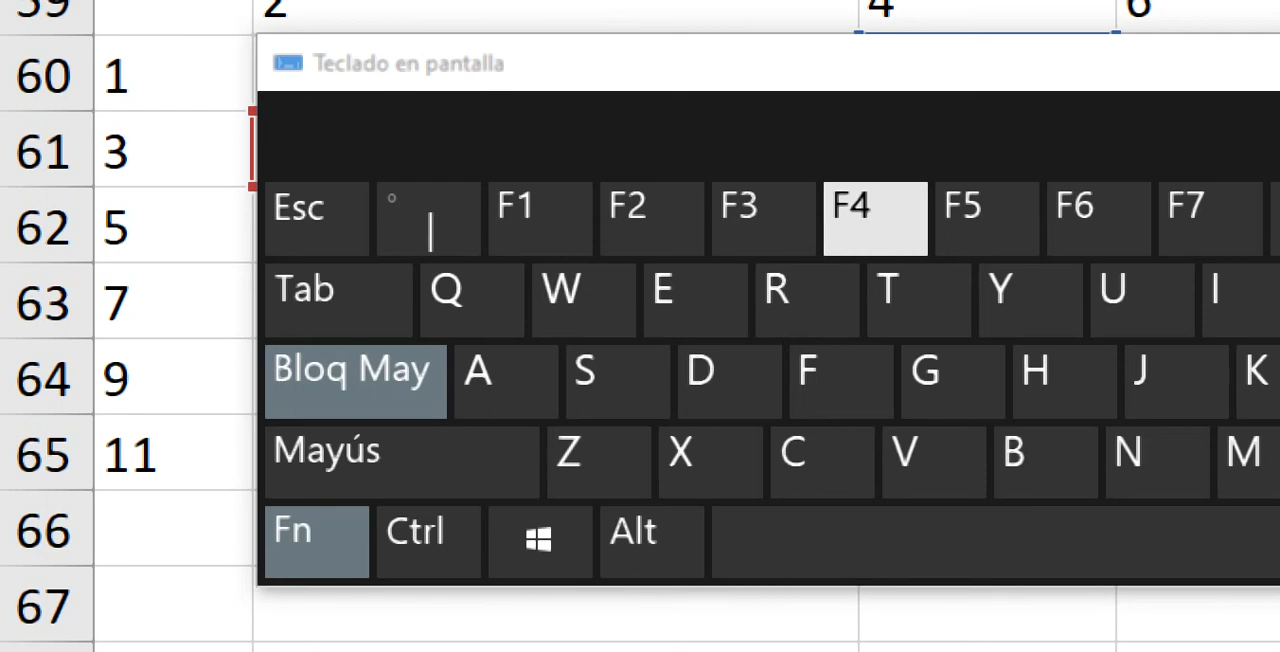 59 2 4 6
60 1
Teclado en pantalla
61 3
Esc ° | F1 F2 F3 F4 F5 F6 F7
62 5
Tab Q W E R T Y U I
63 7
Bloq May A S D F G H J K
64 9
Mayús Z X C V B N M
65 11
Fn Ctrl Alt
66
67